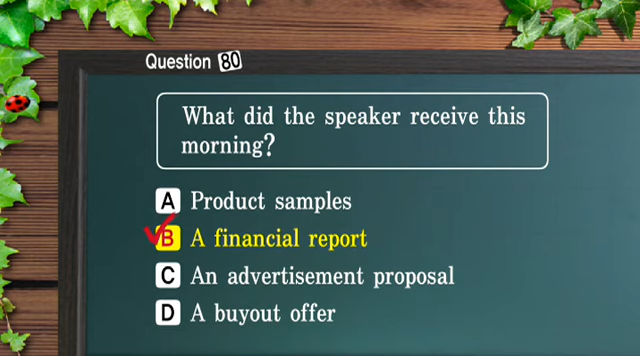 Question 80
What did the speaker receive this
morning?
A Product samples
B A financial report
C An advertisement proposal
D A buyout offer